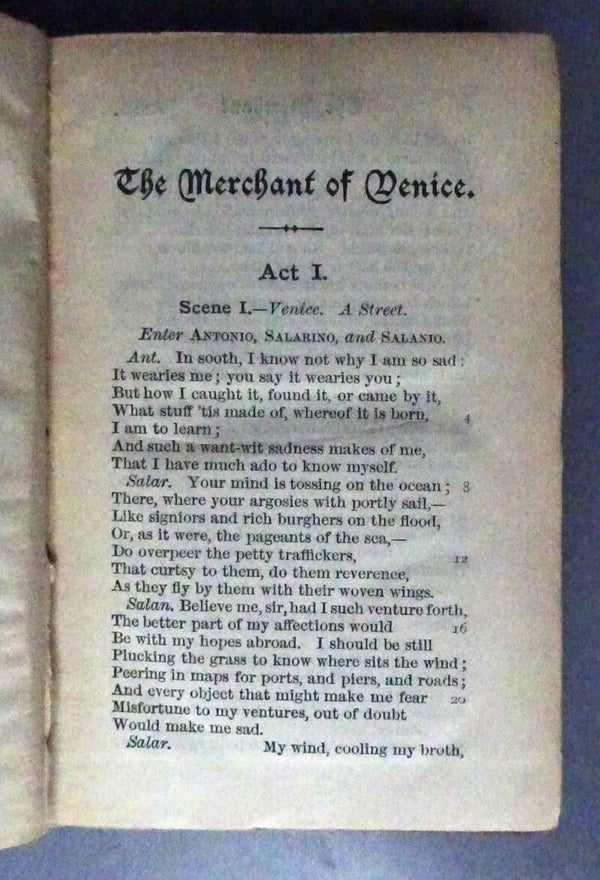 The Merchant of Venice.
Act I.
Scene I.—Venice. A Street.
Enter ANTONIO, SALARINO, and SALANIO.
Ant. In sooth, I know not why I am so sad:
It wearies me; you say it wearies you;
But how I caught it, found it, or came by it,
What stuff 'tis made of, whereof it is born, 4
I am to learn;
And such a want-wit sadness makes of me,
That I have much ado to know myself.
Salar. Your mind is tossing on the ocean; 8
There, where your argosies with portly sail,—
Like signiors and rich burghers on the flood,
Or, as it were, the pageants of the sea,—
Do overpeer the petty traffickers, 12
That curtsy to them, do them reverence,
As they fly by them with their woven wings.
Salan. Believe me, sir, had I such venture forth,
The better part of my affections would 16
Be with my hopes abroad. I should be still
Plucking the grass to know where sits the wind;
Peering in maps for ports, and piers, and roads;
And every object that might make me fear 20
Misfortune to my ventures, out of doubt
Would make me sad.
Salar. My wind, cooling my broth,